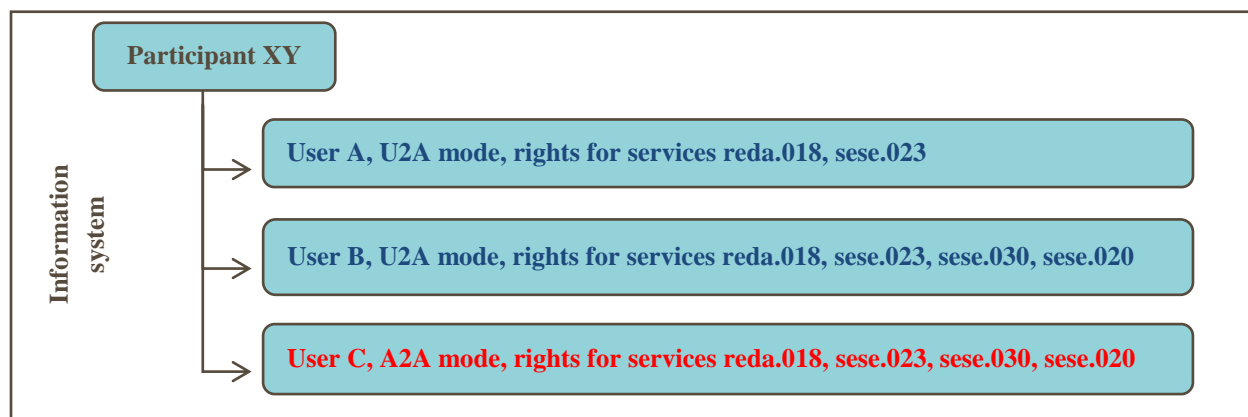 Participant XY
Information
system
User A, U2A mode, rights for services reda.018, sese.023
User B, U2A mode, rights for services reda.018, sese.023, sese.030, sese.020
User C, A2A mode, rights for services reda.018, sese.023, sese.030, sese.020